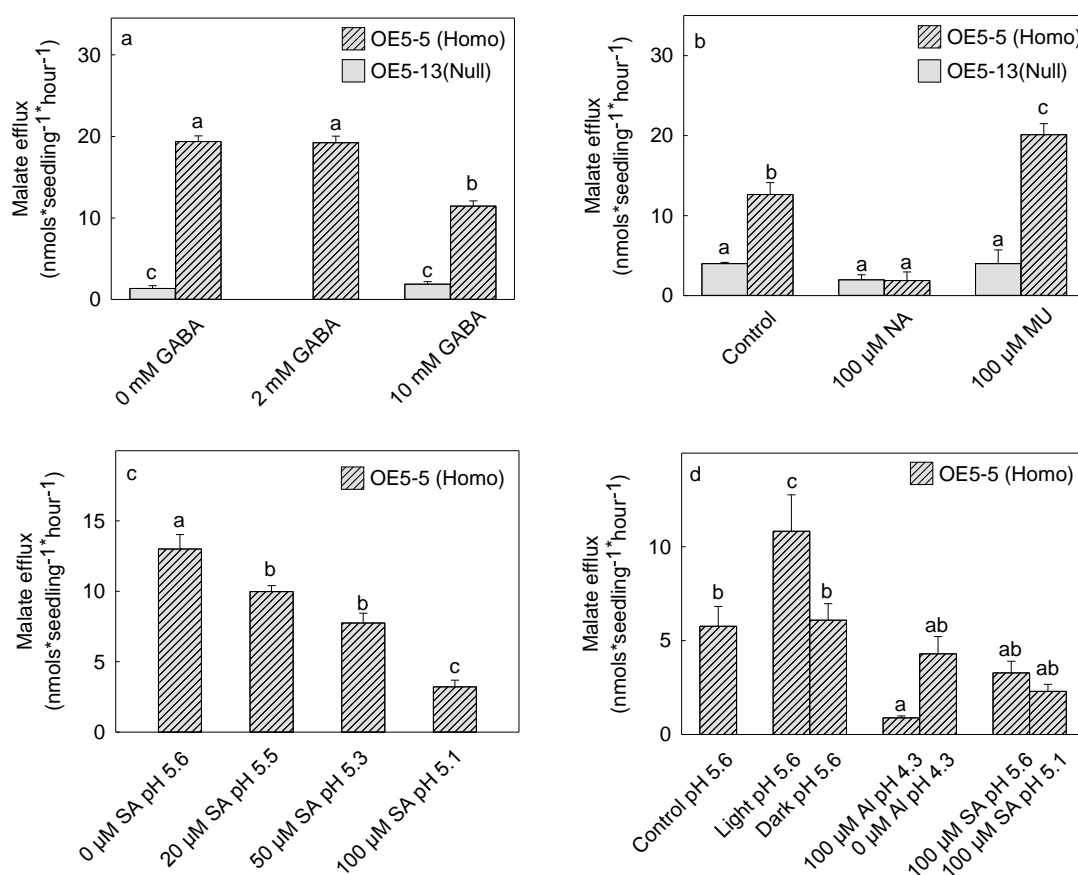 a
OE5-5 (Homo)
OE5-13(Null)
Malate efflux
(nmols*seedling-1*hour-1)
30
20
10
0
c
a
a
c
b
0 mM GABA
2 mM GABA
10 mM GABA
b
OE5-5 (Homo)
OE5-13(Null)
Malate efflux
(nmols*seedling-1*hour-1)
30
20
10
0
a
b
a
a
a
c
Control
100 µM NA
100 µM MU
c
OE5-5 (Homo)
Malate efflux
(nmols*seedling-1*hour-1)
15
10
5
0
a
b
b
c
0 µM SA pH 5.6
20 µM SA pH 5.5
50 µM SA pH 5.3
100 µM SA pH 5.1
d
OE5-5 (Homo)
Malate efflux
(nmols*seedling-1*hour-1)
10
5
0
b
c
b
a
ab
ab
ab
Control pH 5.6
Light pH 5.6
Dark pH 5.6
100 µM Al pH 4.3
0 µM Al pH 4.3
100 µM SA pH 5.6
100 µM SA pH 5.1